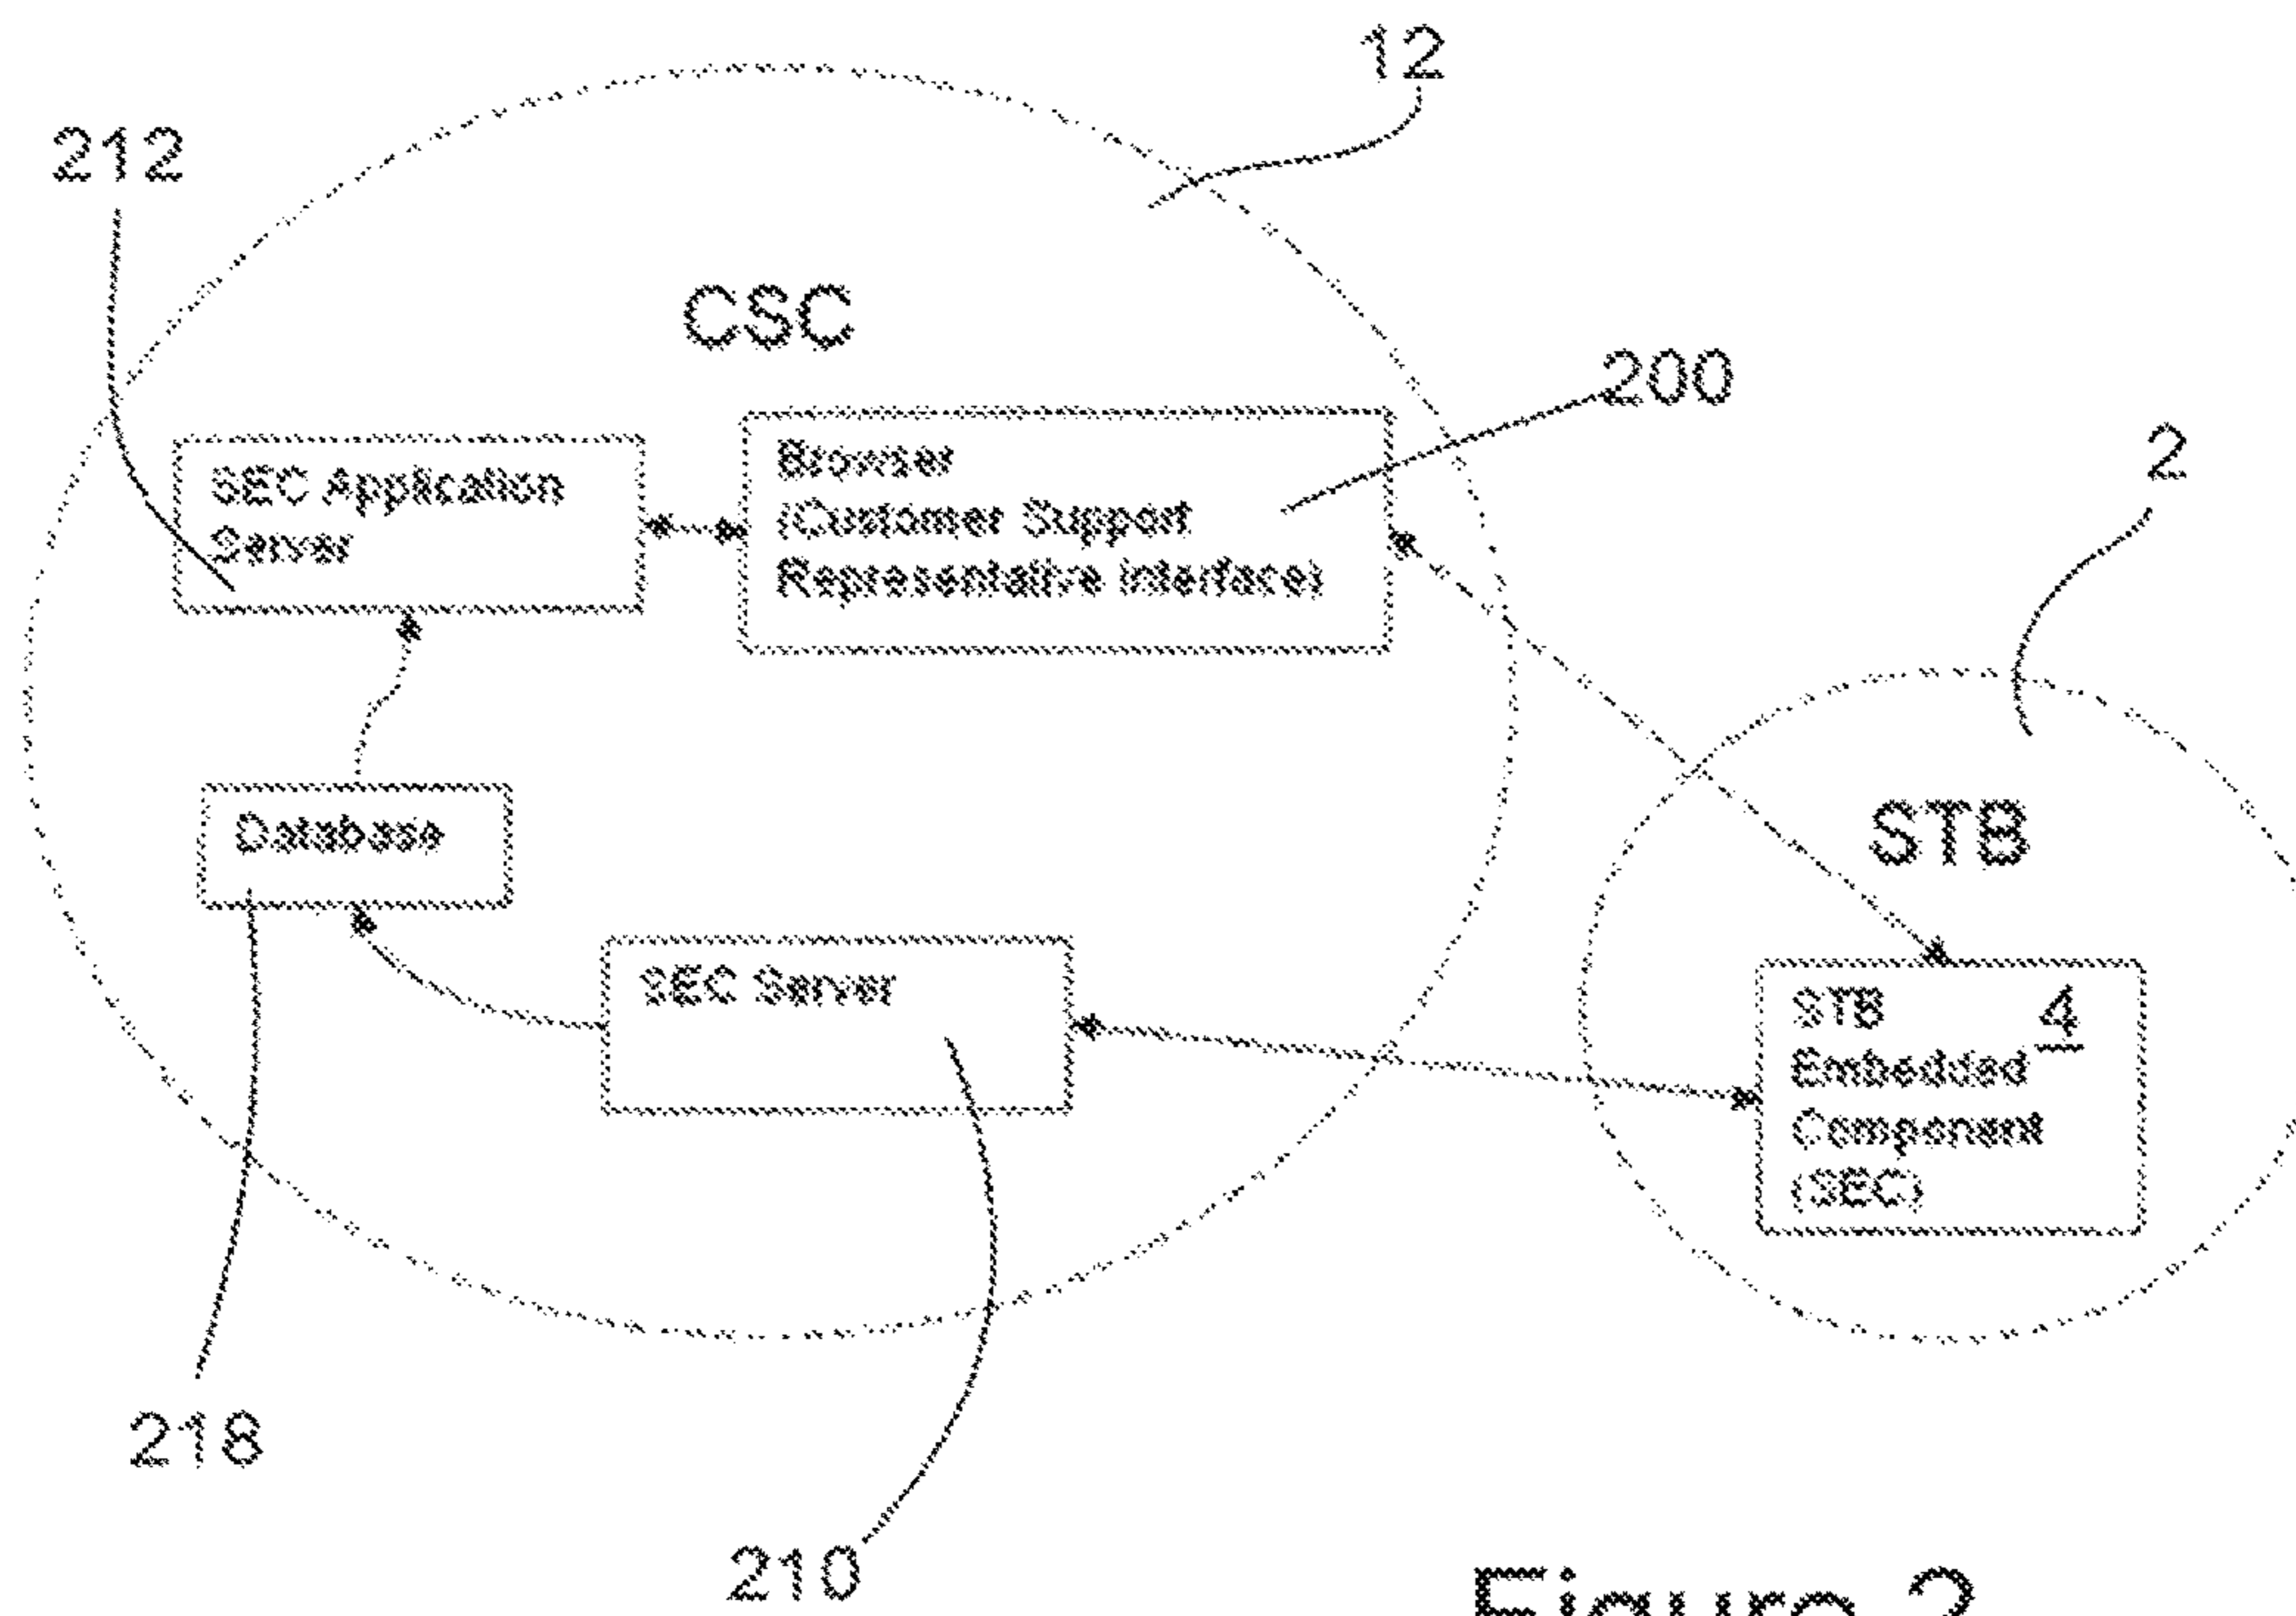 12
212
CSC
200
2
SEC Application
Server
Browser
(Customer Support
Representative Interface)
Database
STB
SEC Server
STB 4
Embedded
Component
(SEC)
218
210
Figure 2